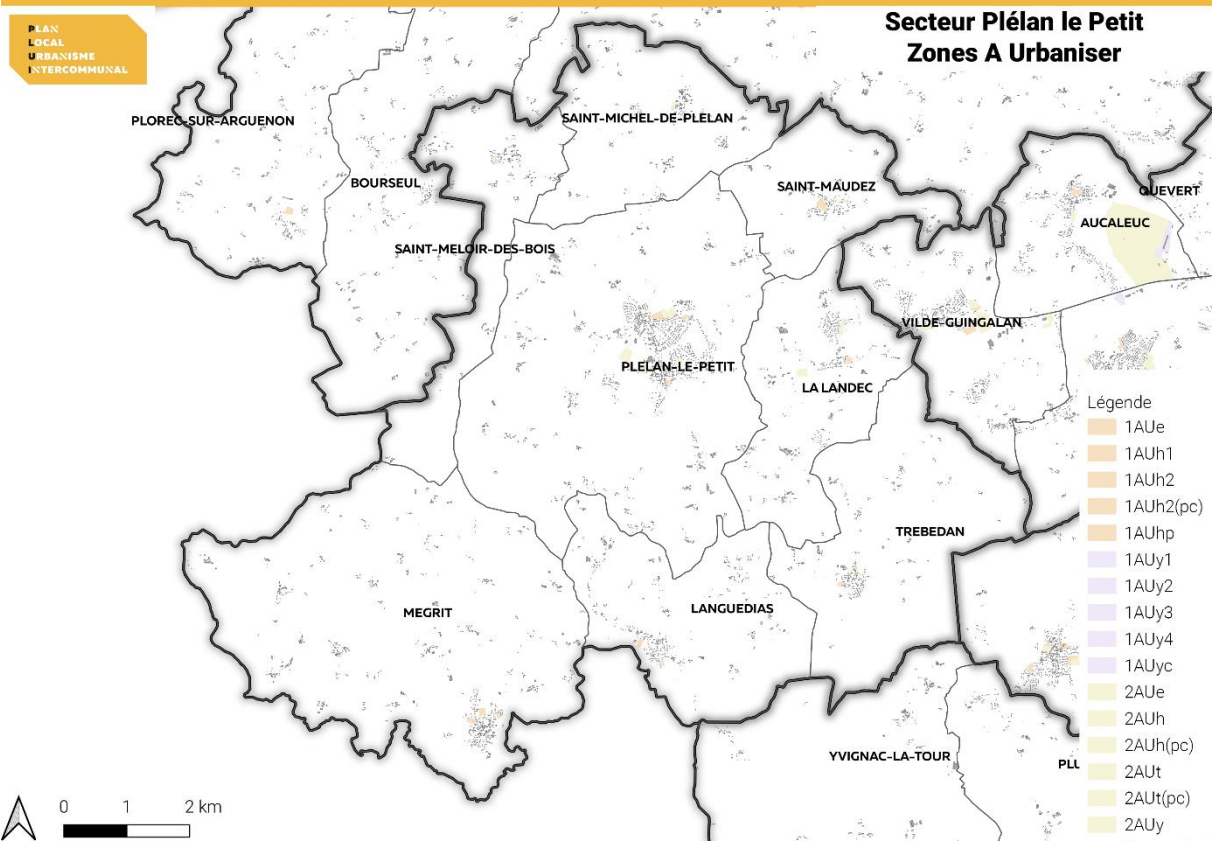 PLAN
LOCAL
URBANISME
INTERCOMMUNAL
Secteur Plélan le Petit
Zones A Urbaniser
PLOREC-SUR-ARGUENON
SAINT-MICHEL-DE-PLELAN
BOURSEUL
SAINT-MAUDEZ
QUEVERT
AUCALEUC
SAINT-MELOIR-DES-BOIS
VILDE-GUINGALAN
PLELAN-LE-PETIT
LA LANDEC
TREBEDAN
MEGRIT
LANGUEDIAS
YVIGNAC-LA-TOUR
PLU
Légende
1AUe
1AUh1
1AUh2
1AUh2(pc)
1AUhp
1AUy1
1AUy2
1AUy3
1AUy4
1AUyc
2AUe
2AUh
2AUh(pc)
2AUt
2AUt(pc)
2AUy
0 1 2 km